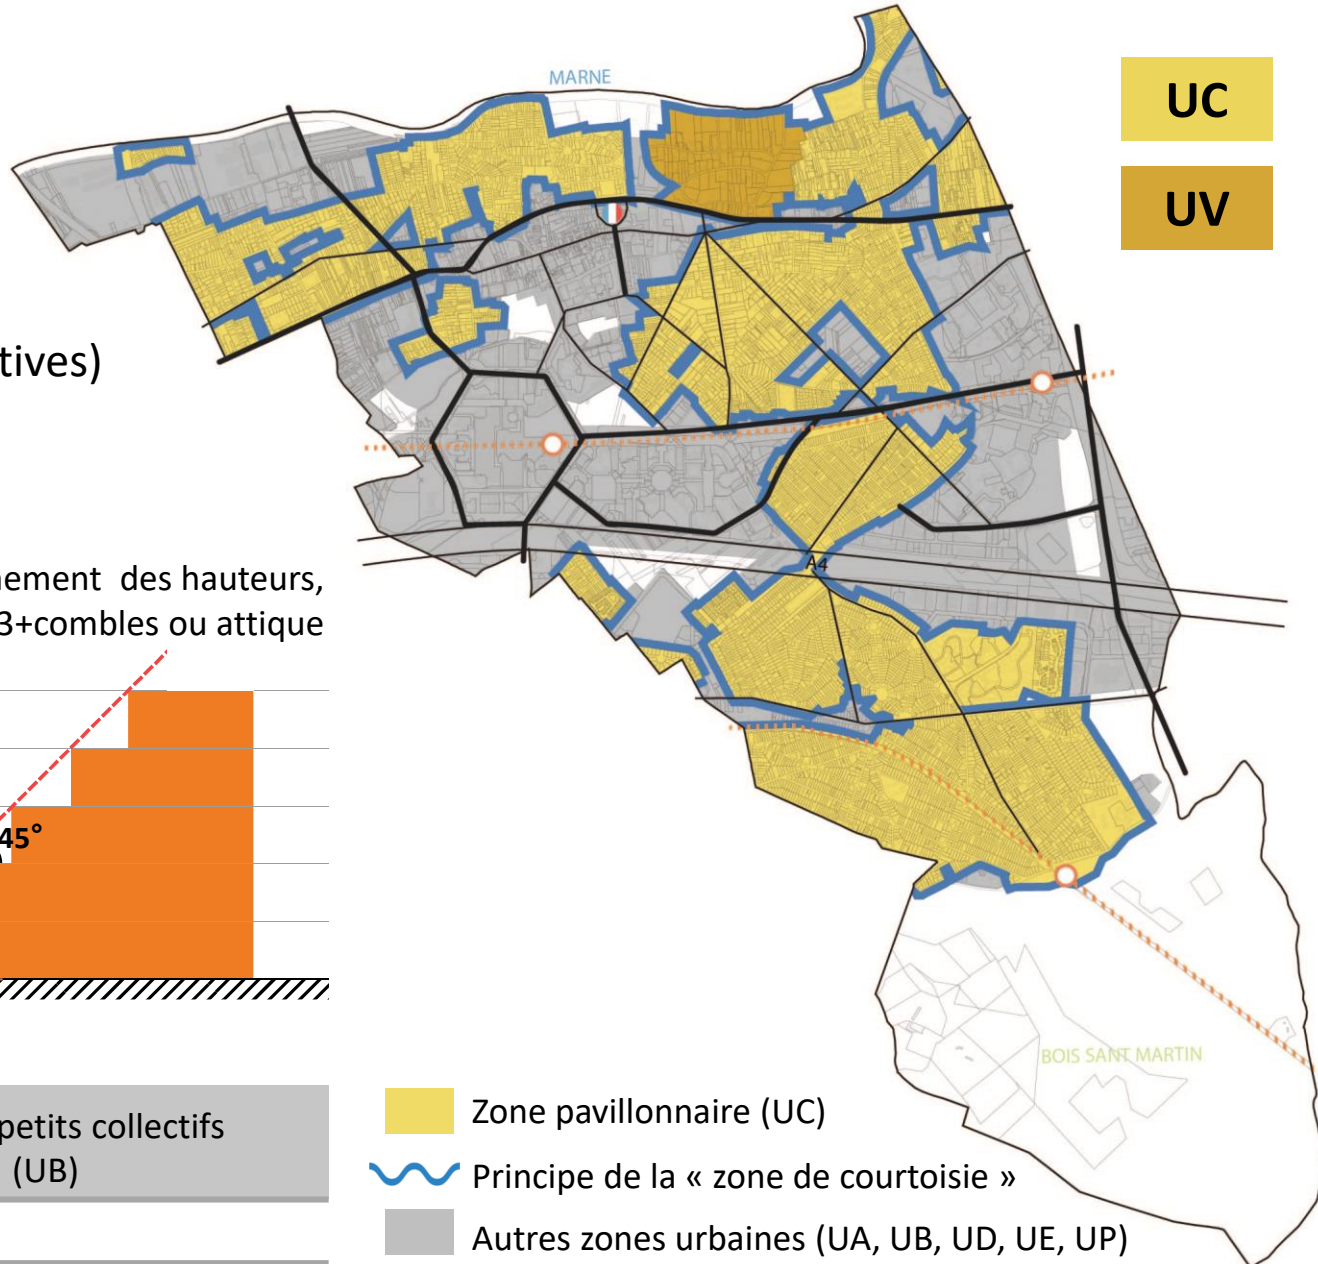 MARNE
UC
UV
tives)
nement des hauteurs,
3+combles ou attique
45°
A4
BOIS SANT MARTIN
petits collectifs
(UB)
Zone pavillonnaire (UC)
Principe de la « zone de courtoisie »
Autres zones urbaines (UA, UB, UD, UE, UP)